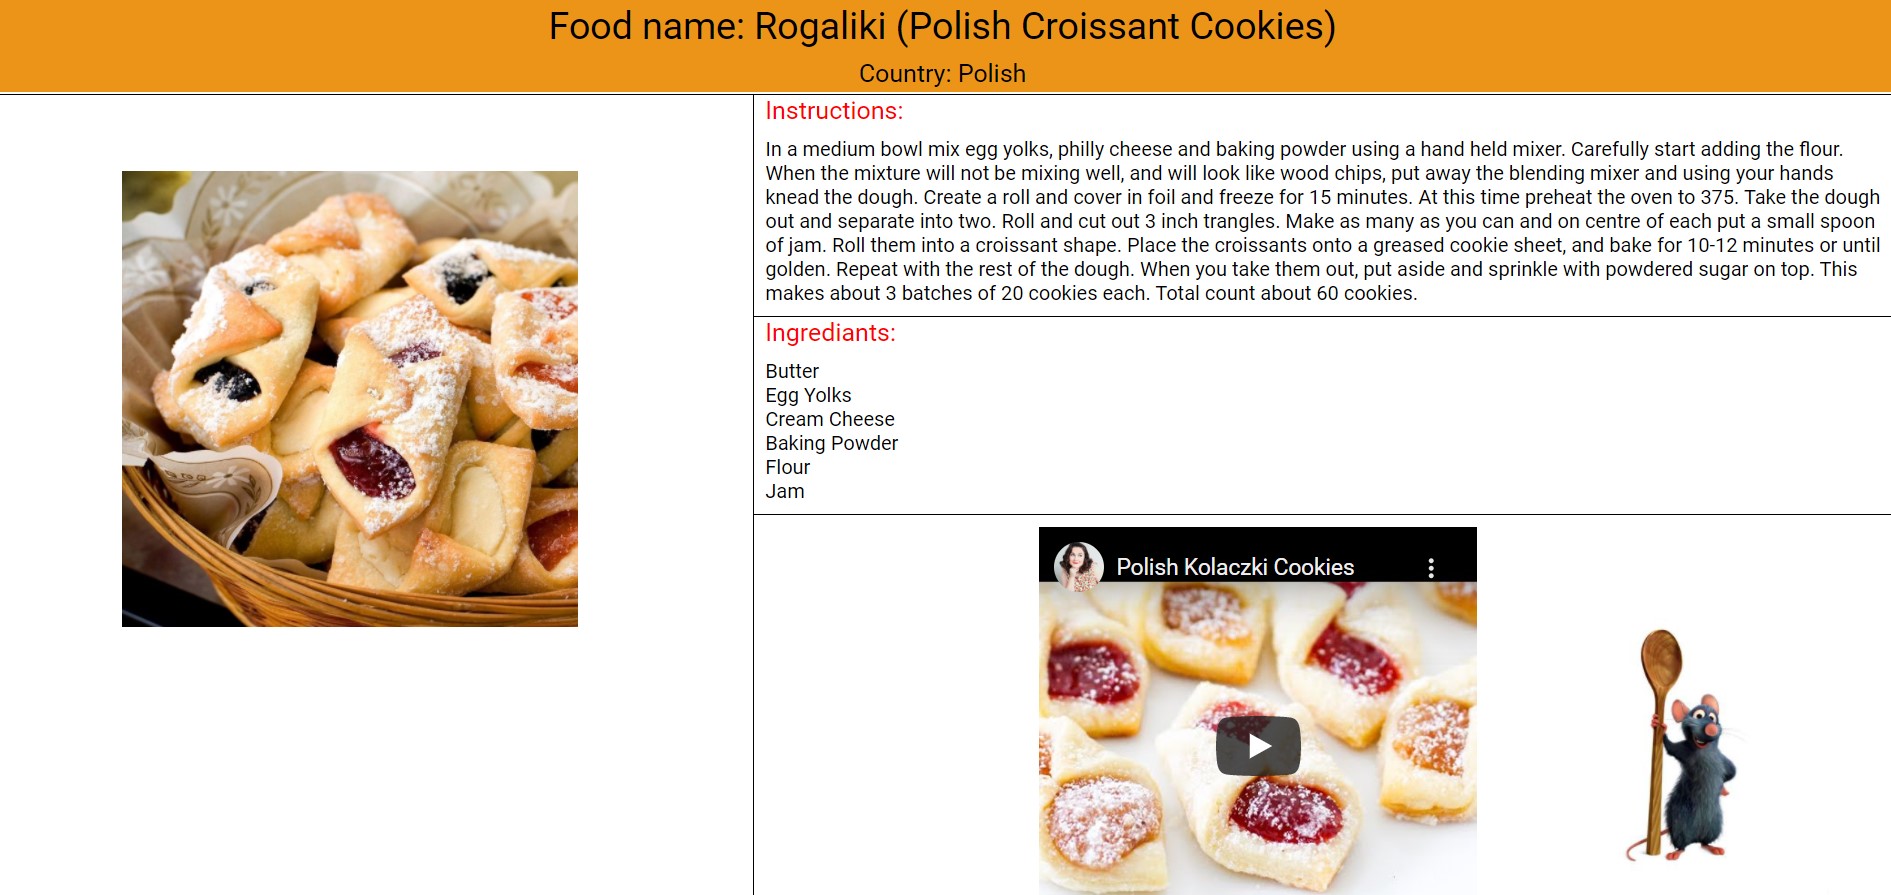 Food name: Rogaliki (Polish Croissant Cookies)
Country: Polish
Instructions:
In a medium bowl mix egg yolks, philly cheese and baking powder using a hand held mixer. Carefully start adding the flour.
When the mixture will not be mixing well, and will look like wood chips, put away the blending mixer and using your hands
knead the dough. Create a roll and cover in foil and freeze for 15 minutes. At this time preheat the oven to 375. Take the dough
out and separate into two. Roll and cut out 3 inch trangles. Make as many as you can and on centre of each put a small spoon
of jam. Roll them into a croissant shape. Place the croissants onto a greased cookie sheet, and bake for 10-12 minutes or until
golden. Repeat with the rest of the dough. When you take them out, put aside and sprinkle with powdered sugar on top. This
makes about 3 batches of 20 cookies each. Total count about 60 cookies.
Ingrediants:
Butter
Egg Yolks
Cream Cheese
Baking Powder
Flour
Jam
Polish Kolaczki Cookies